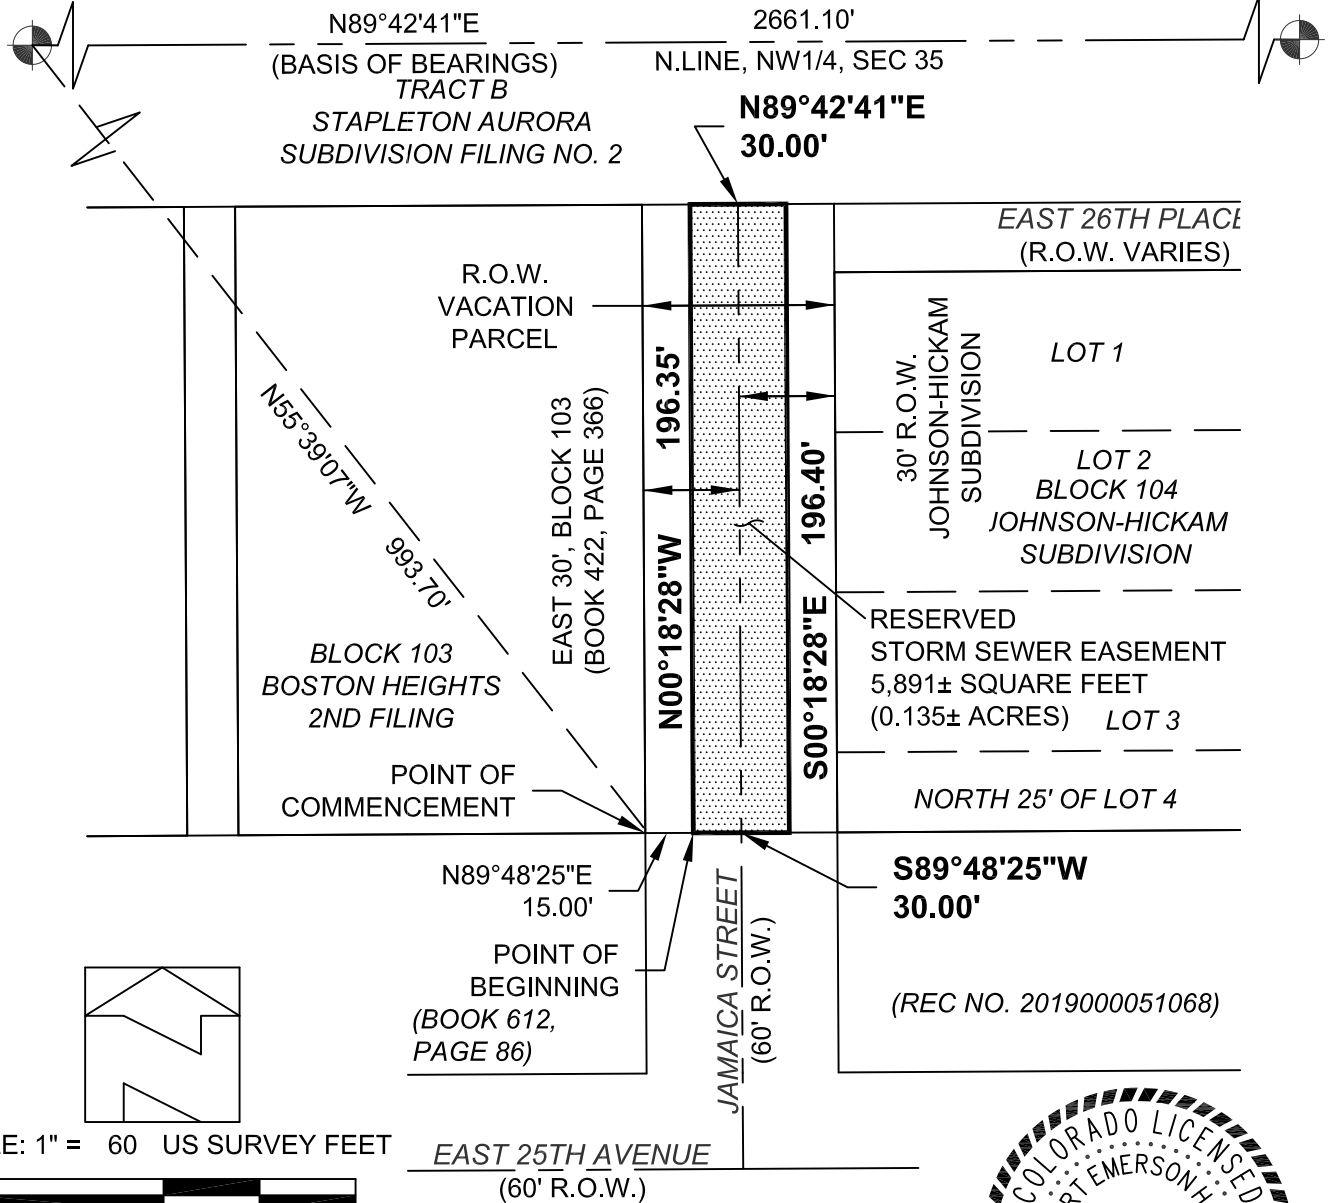 N89°42'41"E
2661.10'
(BASIS OF BEARINGS)
N.LINE, NW1/4, SEC 35
TRACT B
STAPLETON AURORA
SUBDIVISION FILING NO. 2
N89°42'41"E
30.00'
EAST 26TH PLACE
(R.O.W. VARIES)
R.O.W.
VACATION
PARCEL
N55°39'07"W
993.70'
EAST 30', BLOCK 103
(BOOK 422, PAGE 366)
N00°18'28"W 196.35'
S00°18'28"E 196.40'
30' R.O.W.
JOHNSON-HICKAM
SUBDIVISION
LOT 1
LOT 2
BLOCK 104
JOHNSON-HICKAM
SUBDIVISION
RESERVED
STORM SEWER EASEMENT
5,891± SQUARE FEET
(0.135± ACRES)
LOT 3
NORTH 25' OF LOT 4
BLOCK 103
BOSTON HEIGHTS
2ND FILING
POINT OF
COMMENCEMENT
N89°48'25"E
15.00'
S89°48'25"W
30.00'
POINT OF
BEGINNING
(BOOK 612,
PAGE 86)
JAMAICA STREET
(60' R.O.W.)
(REC NO. 2019000051068)
E: 1" = 60 US SURVEY FEET
EAST 25TH AVENUE
(60' R.O.W.)
COLORADO LICENSED
RT EMERSON H